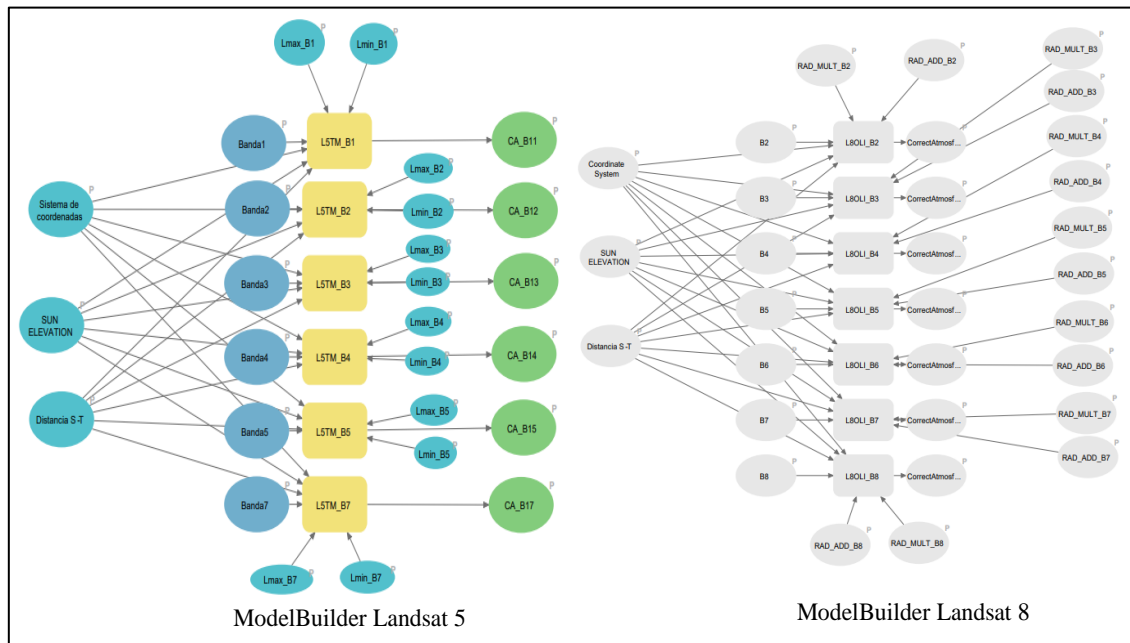 Lmax_B1
Lmin_B1
Banda1
L5TM_B1
CA_B11
Lmax_B2
Sistema de
coordenadas
Banda2
L5TM_B2
Lmin_B2
CA_B12
Lmax_B3
Banda3
L5TM_B3
Lmin_B3
CA_B13
SUN
ELEVATION
Lmax_B4
Banda4
L5TM_B4
Lmin_B4
CA_B14
Distancia S -T
Lmax_B5
Banda5
L5TM_B5
CA_B15
Lmin_B5
Banda7
L5TM_B7
CA_B17
Lmax_B7
Lmin_B7
ModelBuilder Landsat 5
RAD_MULT_B2
RAD_ADD_B2
RAD_MULT_B3
RAD_ADD_B3
B2
L8OLI_B2
CorrectAtmosf...
RAD_MULT_B4
Coordinate
System
B3
L8OLI_B3
CorrectAtmosf...
RAD_ADD_B4
RAD_MULT_B5
SUN
ELEVATION
B4
L8OLI_B4
CorrectAtmosf...
RAD_ADD_B5
B5
L8OLI_B5
CorrectAtmosf...
RAD_MULT_B6
Distancia S -T
B6
L8OLI_B6
CorrectAtmosf...
RAD_ADD_B6
RAD_MULT_B7
B7
L8OLI_B7
CorrectAtmosf...
RAD_ADD_B7
B8
L8OLI_B8
CorrectAtmosf...
RAD_ADD_B8
RAD_MULT_B8
ModelBuilder Landsat 8